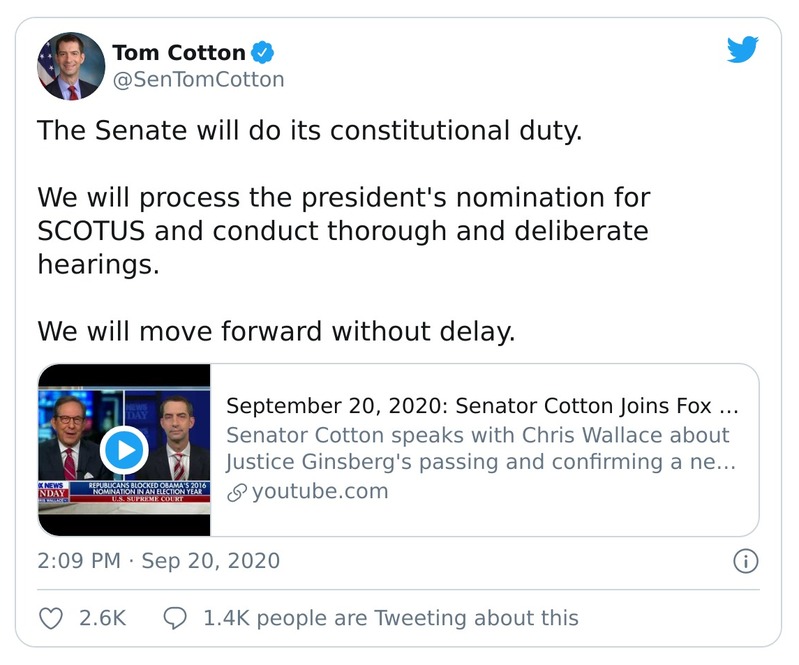 Tom Cotton
@SenTomCotton
The Senate will do its constitutional duty.
We will process the president's nomination for
SCOTUS and conduct thorough and deliberate
hearings.
We will move forward without delay.
September 20, 2020: Senator Cotton Joins Fox ...
Senator Cotton speaks with Chris Wallace about
Justice Ginsberg's passing and confirming a ne...
youtube.com
REPUBLICANS BLOCKED OBAMA'S 2016
NOMINATION IN AN ELECTION YEAR
U.S. SUPREME COURT
2:09 PM · Sep 20, 2020
2.6K
1.4K people are Tweeting about this